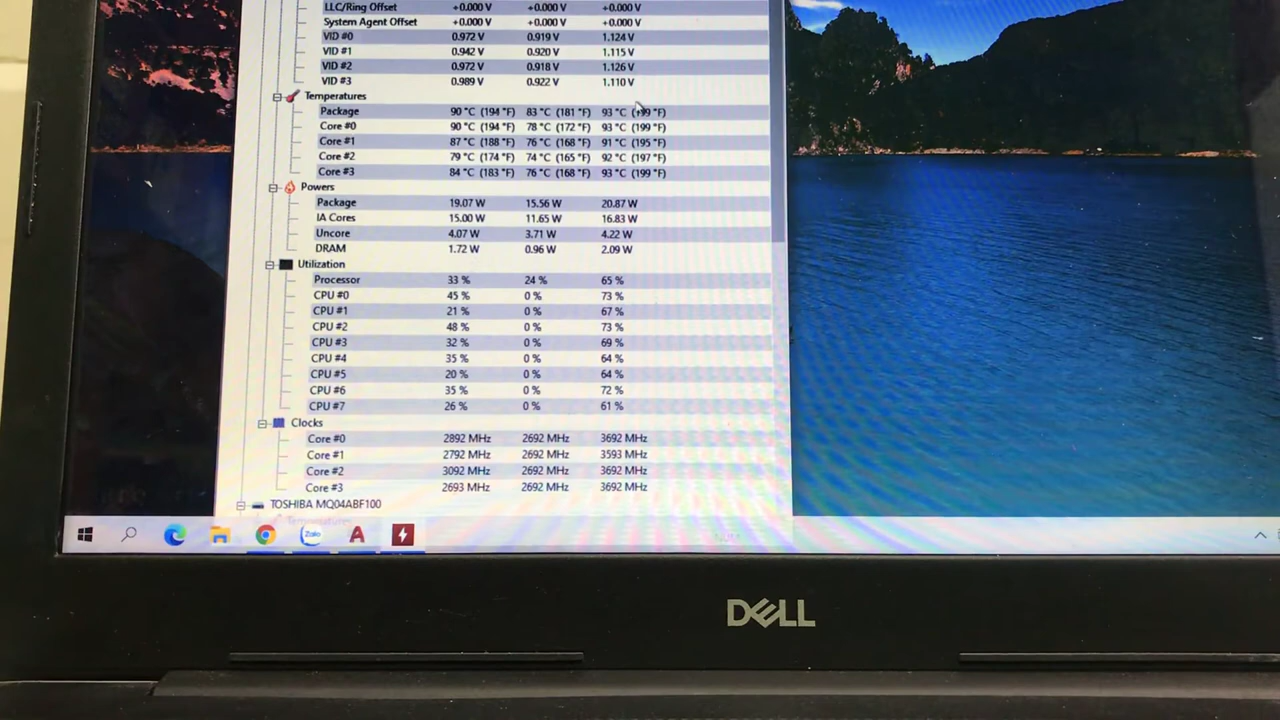 LLC/Ring Offset +0.000 V +0.000 V +0.000 V
System Agent Offset +0.000 V +0.000 V +0.000 V
VID #0 0.972 V 0.919 V 1.124 V
VID #1 0.942 V 0.920 V 1.115 V
VID #2 0.972 V 0.918 V 1.126 V
VID #3 0.989 V 0.922 V 1.110 V
Temperatures
Package 90 °C (194 °F) 83 °C (181 °F) 93 °C (199 °F)
Core #0 90 °C (194 °F) 78 °C (172 °F) 93 °C (199 °F)
Core #1 87 °C (188 °F) 76 °C (168 °F) 91 °C (195 °F)
Core #2 79 °C (174 °F) 74 °C (165 °F) 92 °C (197 °F)
Core #3 84 °C (183 °F) 76 °C (168 °F) 93 °C (199 °F)
Powers
Package 19.07 W 15.56 W 20.87 W
IA Cores 15.00 W 11.65 W 16.83 W
Uncore 4.07 W 3.71 W 4.22 W
DRAM 1.72 W 0.96 W 2.09 W
Utilization
Processor 33 % 24 % 65 %
CPU #0 45 % 0 % 73 %
CPU #1 21 % 0 % 67 %
CPU #2 48 % 0 % 73 %
CPU #3 32 % 0 % 69 %
CPU #4 35 % 0 % 64 %
CPU #5 20 % 0 % 64 %
CPU #6 35 % 0 % 72 %
CPU #7 26 % 0 % 61 %
Clocks
Core #0 2892 MHz 2692 MHz 3692 MHz
Core #1 2792 MHz 2692 MHz 3593 MHz
Core #2 3092 MHz 2692 MHz 3692 MHz
Core #3 2693 MHz 2692 MHz 3692 MHz
TOSHIBA MQ04ABF100
Temperatures
Zalo A
NUM
DELL